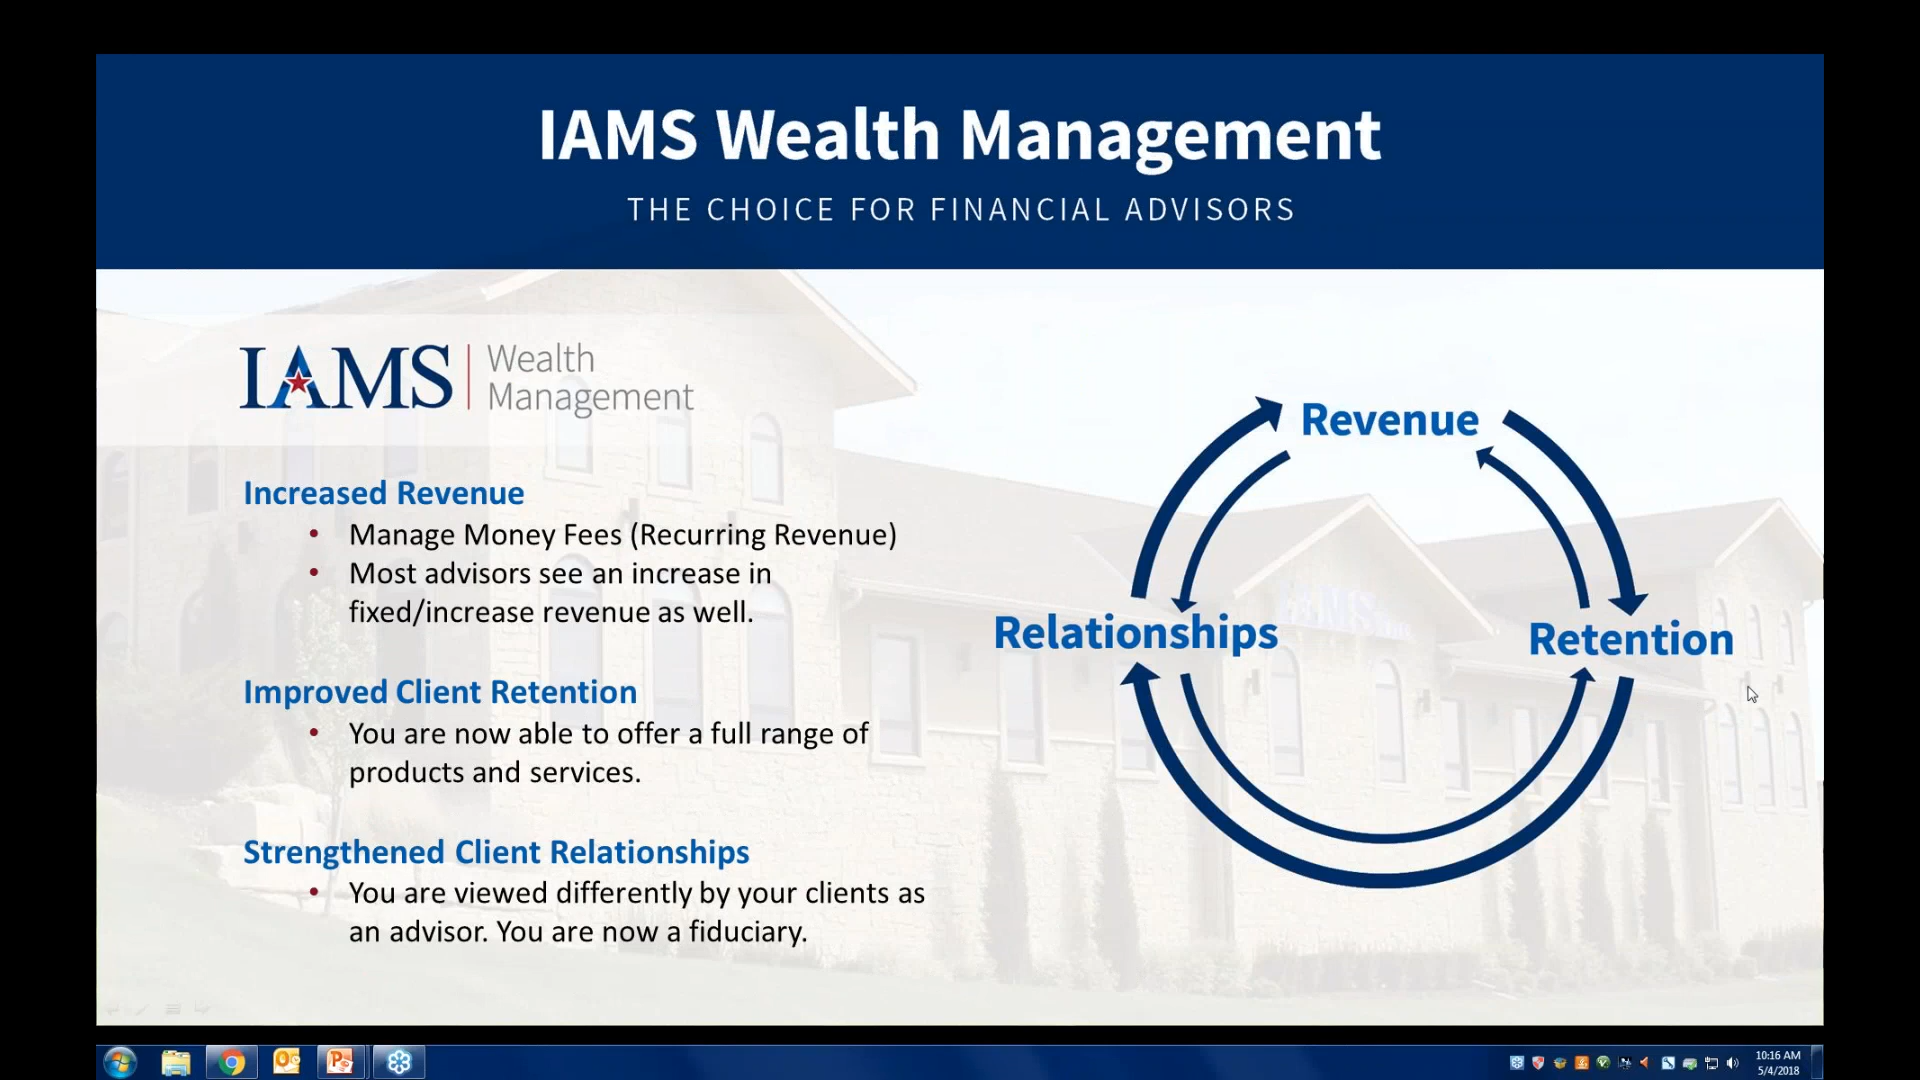 IAMS Wealth Management
THE CHOICE FOR FINANCIAL ADVISORS
IAMS | Wealth
Management
Increased Revenue
• Manage Money Fees (Recurring Revenue)
• Most advisors see an increase in
fixed/increase revenue as well.
Improved Client Retention
• You are now able to offer a full range of
products and services.
Strengthened Client Relationships
• You are viewed differently by your clients as
an advisor. You are now a fiduciary.
Revenue
Relationships
Retention
IAMS
10:16 AM
5/4/2018